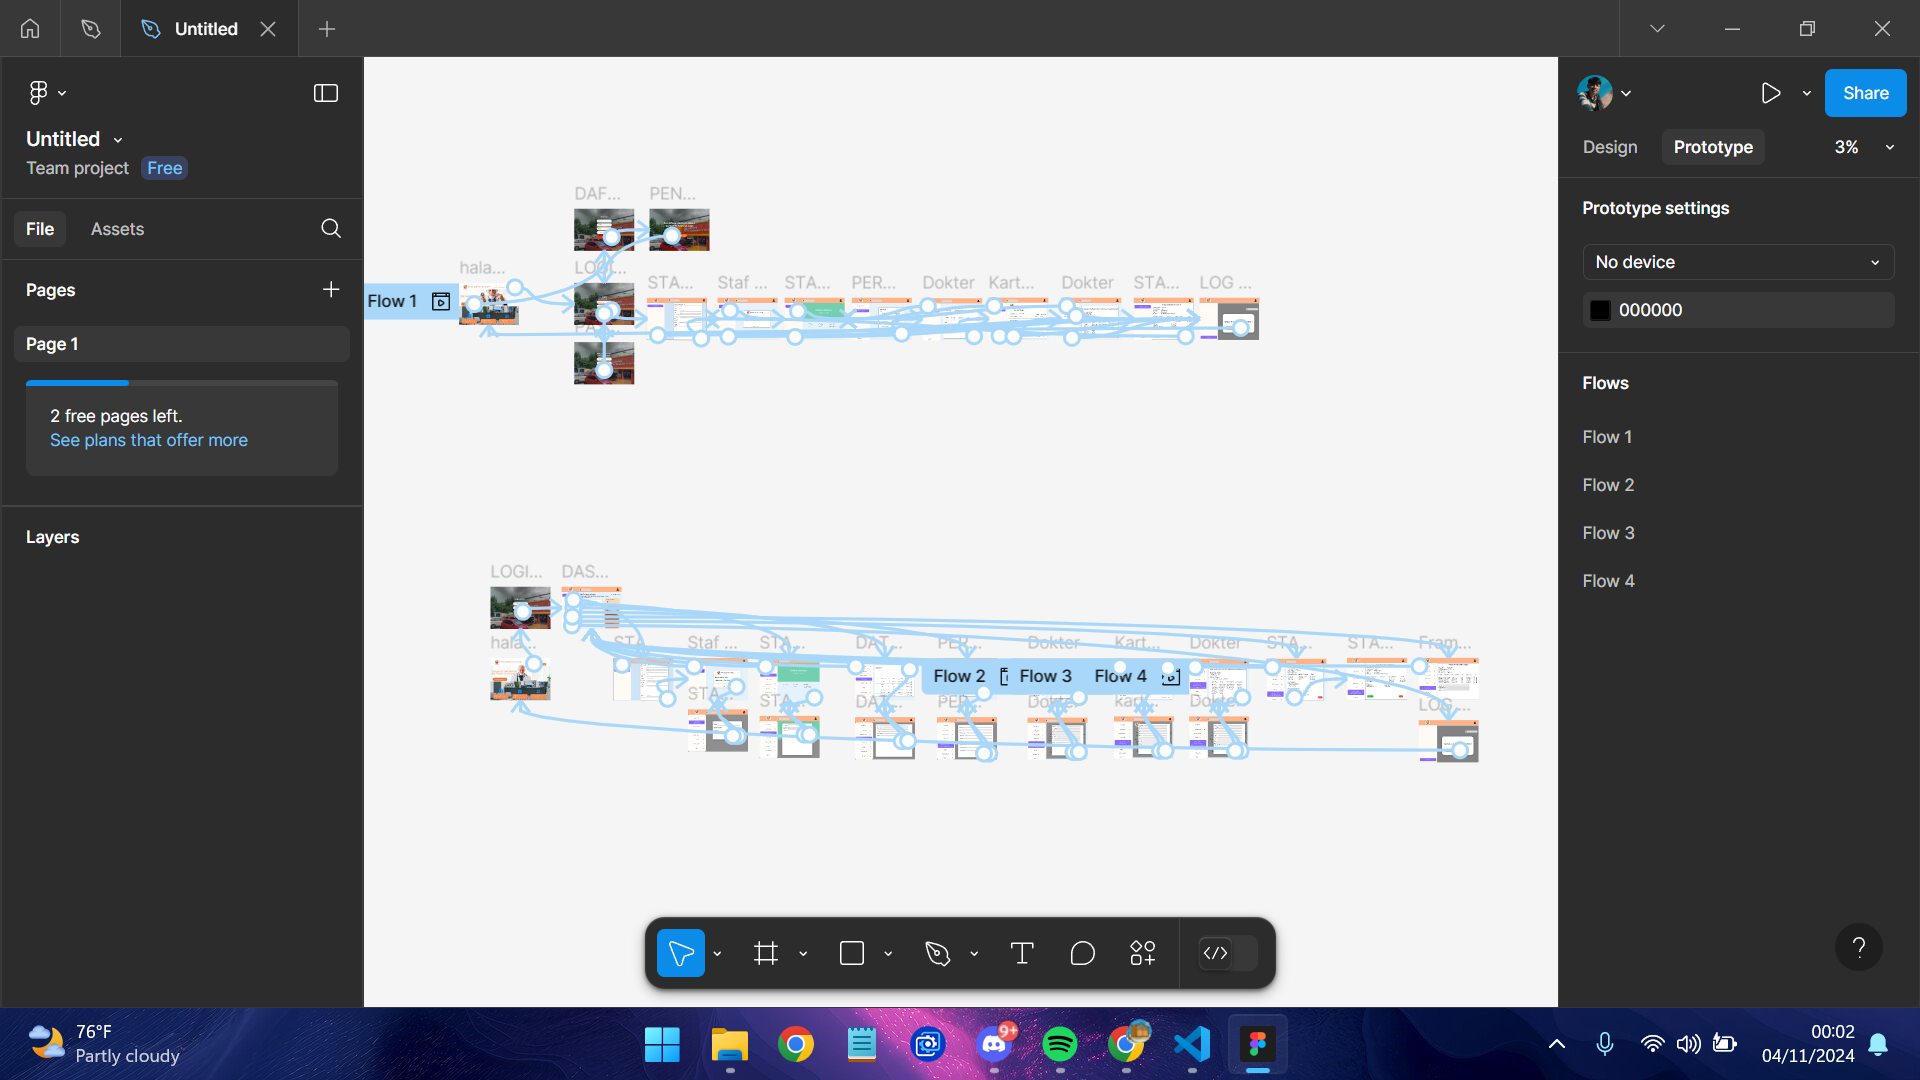 Untitled
Untitled
Team project Free
File Assets
Pages
Page 1
2 free pages left.
See plans that offer more
Layers
DAF... PEN...
hala... LOGI...
STA... Staf ... STA... PER... Dokter Kart... Dokter STA... LOG ...
Flow 1
LOGI... DAS...
hala... STA... Staf ... STA... DAT... PER... Dokter Kart... Dokter STA... STA... Fram...
Flow 2 Flow 3 Flow 4
STA... STA... DAT... PER... Dokter kart... Dokter LOG...
Share
Design Prototype 3%
Prototype settings
No device
000000
Flows
Flow 1
Flow 2
Flow 3
Flow 4
?
76°F
Partly cloudy
9+
00:02
04/11/2024